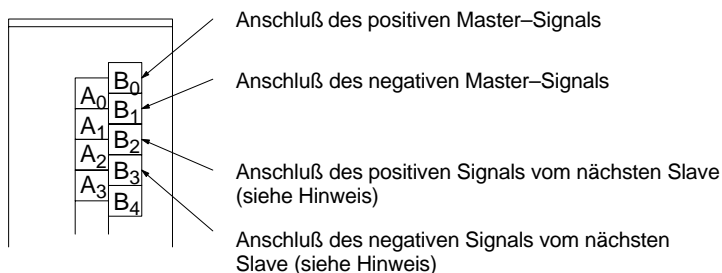 Anschluß des positiven Master–Signals
Anschluß des negativen Master–Signals
Anschluß des positiven Signals vom nächsten Slave
(siehe Hinweis)
Anschluß des negativen Signals vom nächsten
Slave (siehe Hinweis)
B0
A0
B1
A1
B2
A2
B3
A3
B4